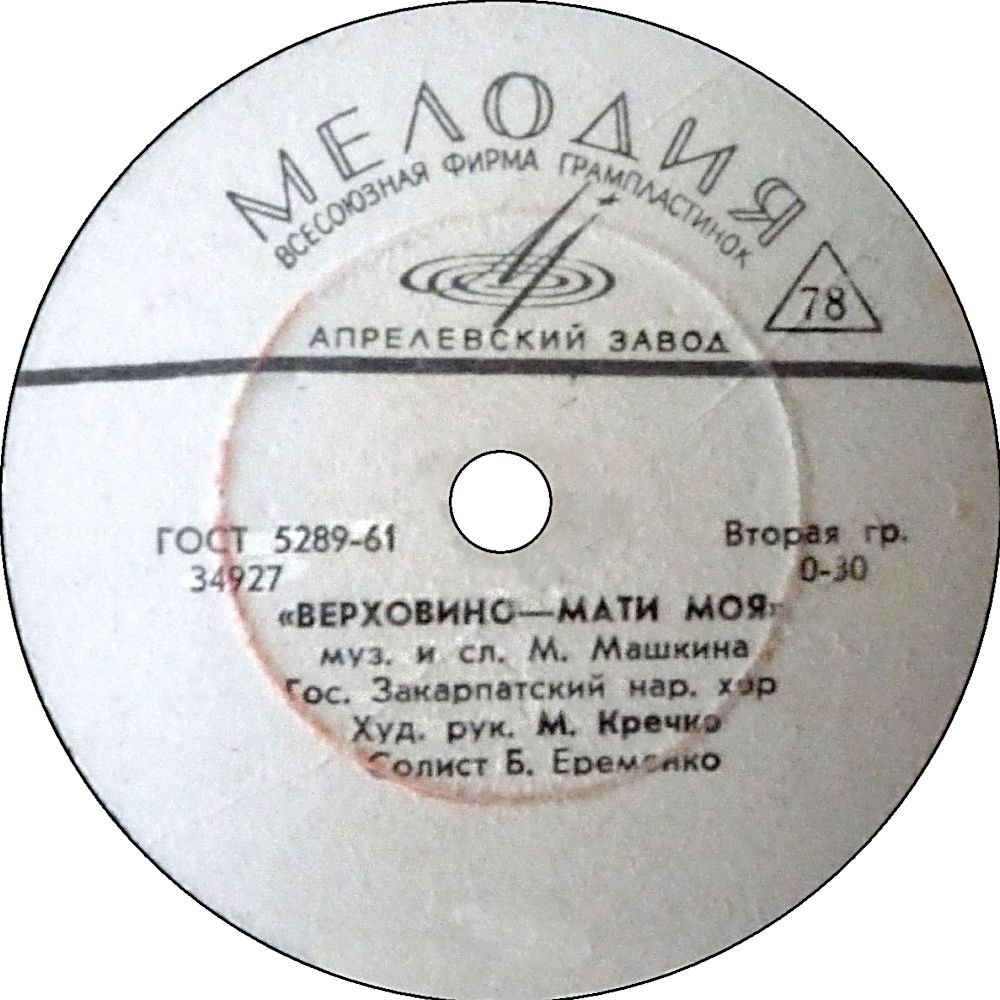 МЕЛОДИЯ
ВСЕСОЮЗНАЯ ФИРМА ГРАМПЛАСТИНОК
78
АПРЕЛЕВСКИЙ ЗАВОД
ГОСТ 5289-61 Вторая гр.
34927 0-30
«ВЕРХОВИНО—МАТИ МОЯ»
муз. и сл. М. Машкина
Гос. Закарпатский нар. хор
Худ. рук. М. Кречко
Солист Б. Еременко